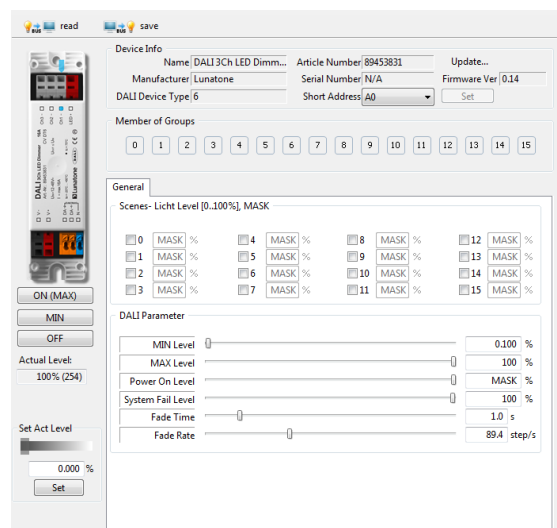 read save
Device Info
Name DALI 3Ch LED Dimm... Article Number 89453831 Update...
Manufacturer Lunatone Serial Number N/A Firmware Ver 0.14
DALI Device Type 6 Short Address A0 Set
Member of Groups
0 1 2 3 4 5 6 7 8 9 10 11 12 13 14 15
General
Scenes- Licht Level [0..100%], MASK
0 MASK % 4 MASK % 8 MASK % 12 MASK %
1 MASK % 5 MASK % 9 MASK % 13 MASK %
2 MASK % 6 MASK % 10 MASK % 14 MASK %
3 MASK % 7 MASK % 11 MASK % 15 MASK %
DALI 3Ch LED Dimmer
Lunatone
ON (MAX)
MIN
OFF
Actual Level:
100% (254)
Set Act Level
0.000 %
Set
DALI Parameter
MIN Level 0.100 %
MAX Level 100 %
Power On Level MASK %
System Fail Level 100 %
Fade Time 1.0 s
Fade Rate 89.4 step/s